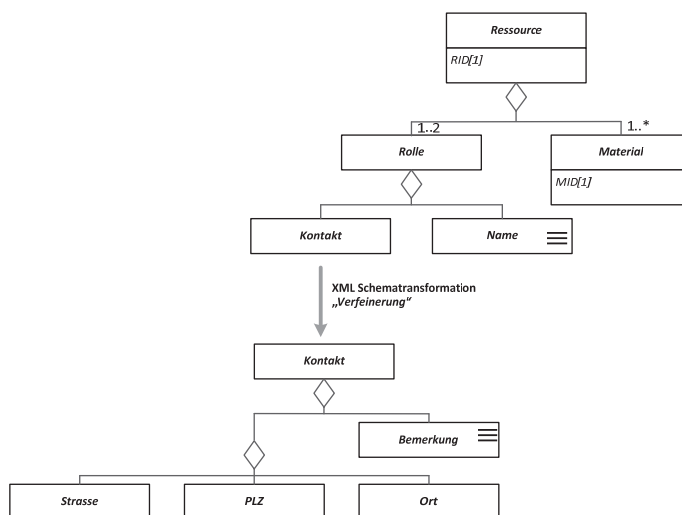 Ressource
RID[1]
1..2
1..*
Rolle
Material
MID[1]
Kontakt
Name
XML Schematransformation
„Verfeinerung“
Kontakt
Bemerkung
Strasse
PLZ
Ort